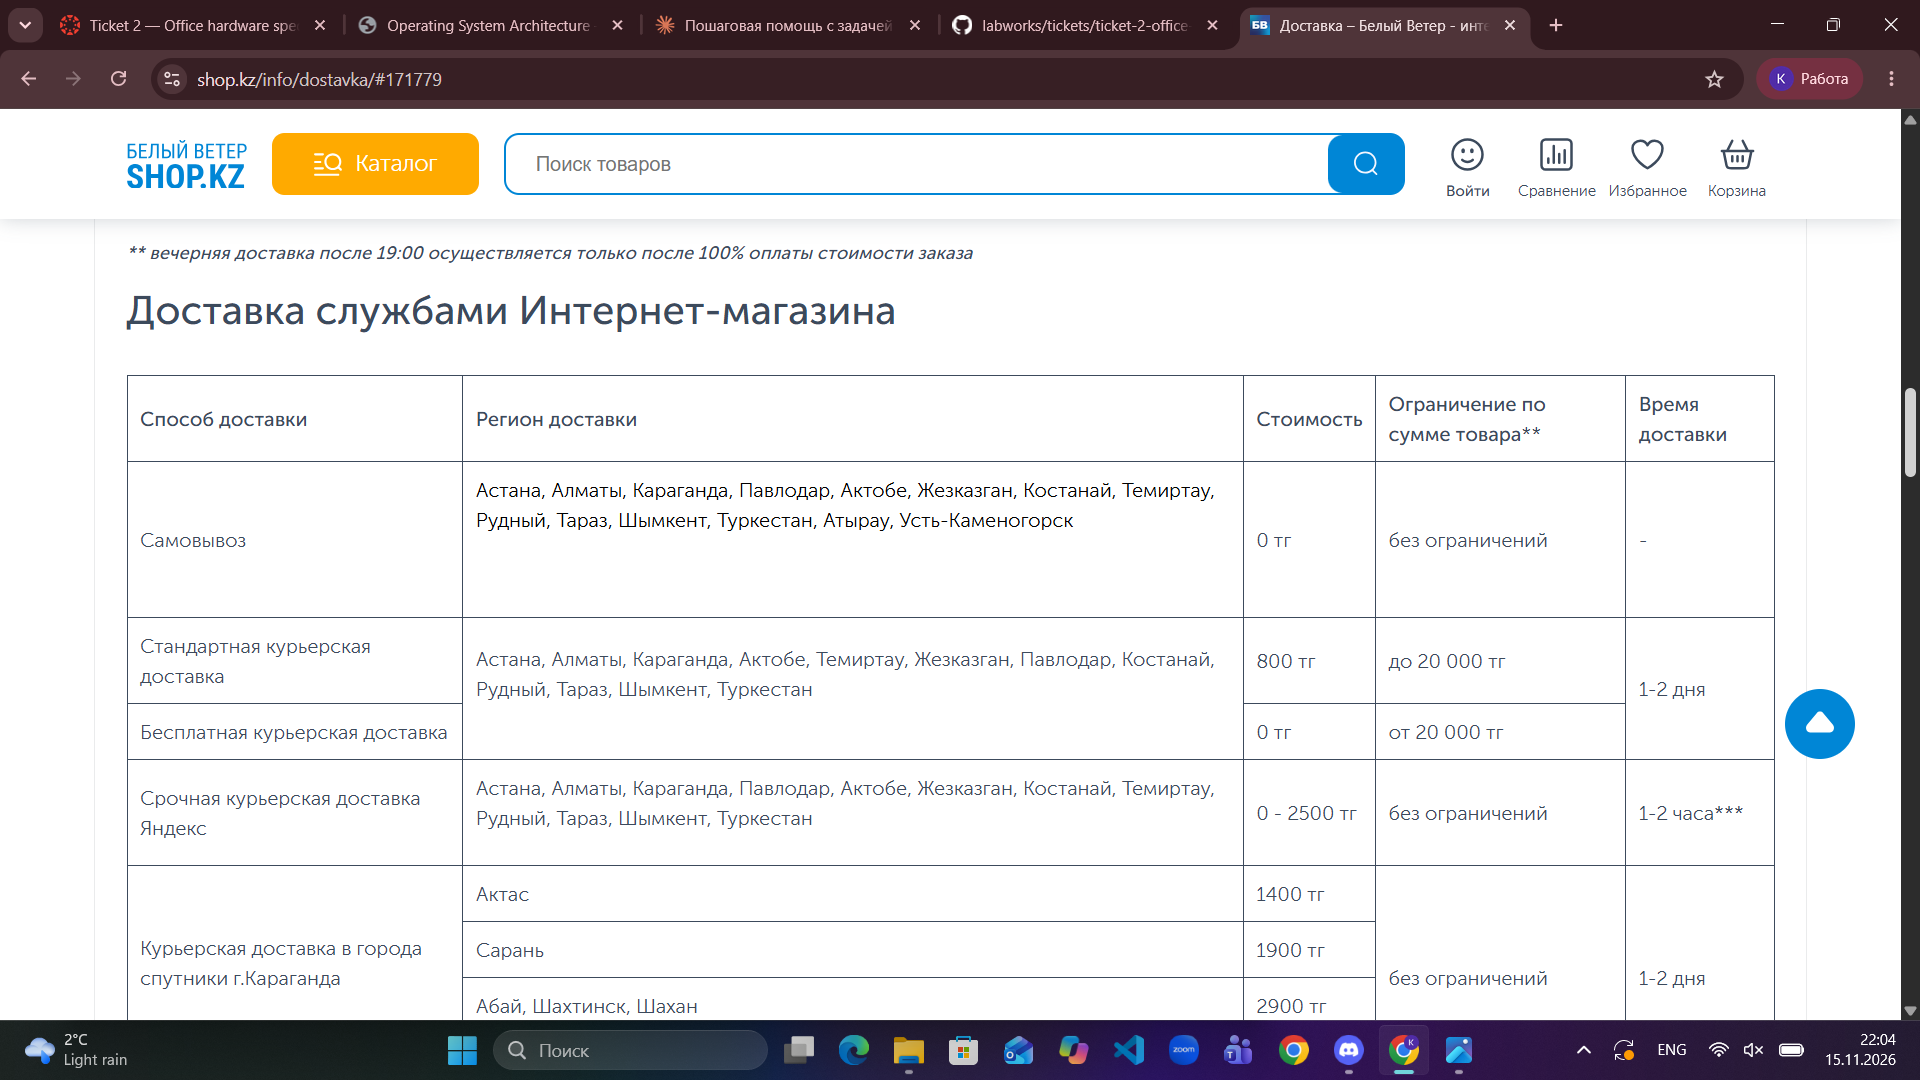 Ticket 2 — Office hardware spe
Operating System Architecture
Пошаговая помощь с задачей
labworks/tickets/ticket-2-office
БВ
Доставка – Белый Ветер - инте
shop.kz/info/dostavka/#171779
K
Работа
БЕЛЫЙ ВЕТЕР
SHOP.KZ
Каталог
Поиск товаров
Войти
Сравнение
Избранное
Корзина
** вечерняя доставка после 19:00 осуществляется только после 100% оплаты стоимости заказа
Доставка службами Интернет-магазина
Способ доставки
Регион доставки
Стоимость
Ограничение по
сумме товара**
Время
доставки
Самовывоз
Астана, Алматы, Караганда, Павлодар, Актобе, Жезказган, Костанай, Темиртау,
Рудный, Тараз, Шымкент, Туркестан, Атырау, Усть-Каменогорск
0 тг
без ограничений
-
Стандартная курьерская
доставка
Астана, Алматы, Караганда, Актобе, Темиртау, Жезказган, Павлодар, Костанай,
Рудный, Тараз, Шымкент, Туркестан
800 тг
до 20 000 тг
1-2 дня
Бесплатная курьерская доставка
0 тг
от 20 000 тг
Срочная курьерская доставка
Яндекс
Астана, Алматы, Караганда, Павлодар, Актобе, Жезказган, Костанай, Темиртау,
Рудный, Тараз, Шымкент, Туркестан
0 - 2500 тг
без ограничений
1-2 часа***
Курьерская доставка в города
спутники г.Караганда
Актас
1400 тг
Сарань
1900 тг
Абай, Шахтинск, Шахан
2900 тг
без ограничений
1-2 дня
2°C
Light rain
Поиск
zoom
ENG
22:04
15.11.2026